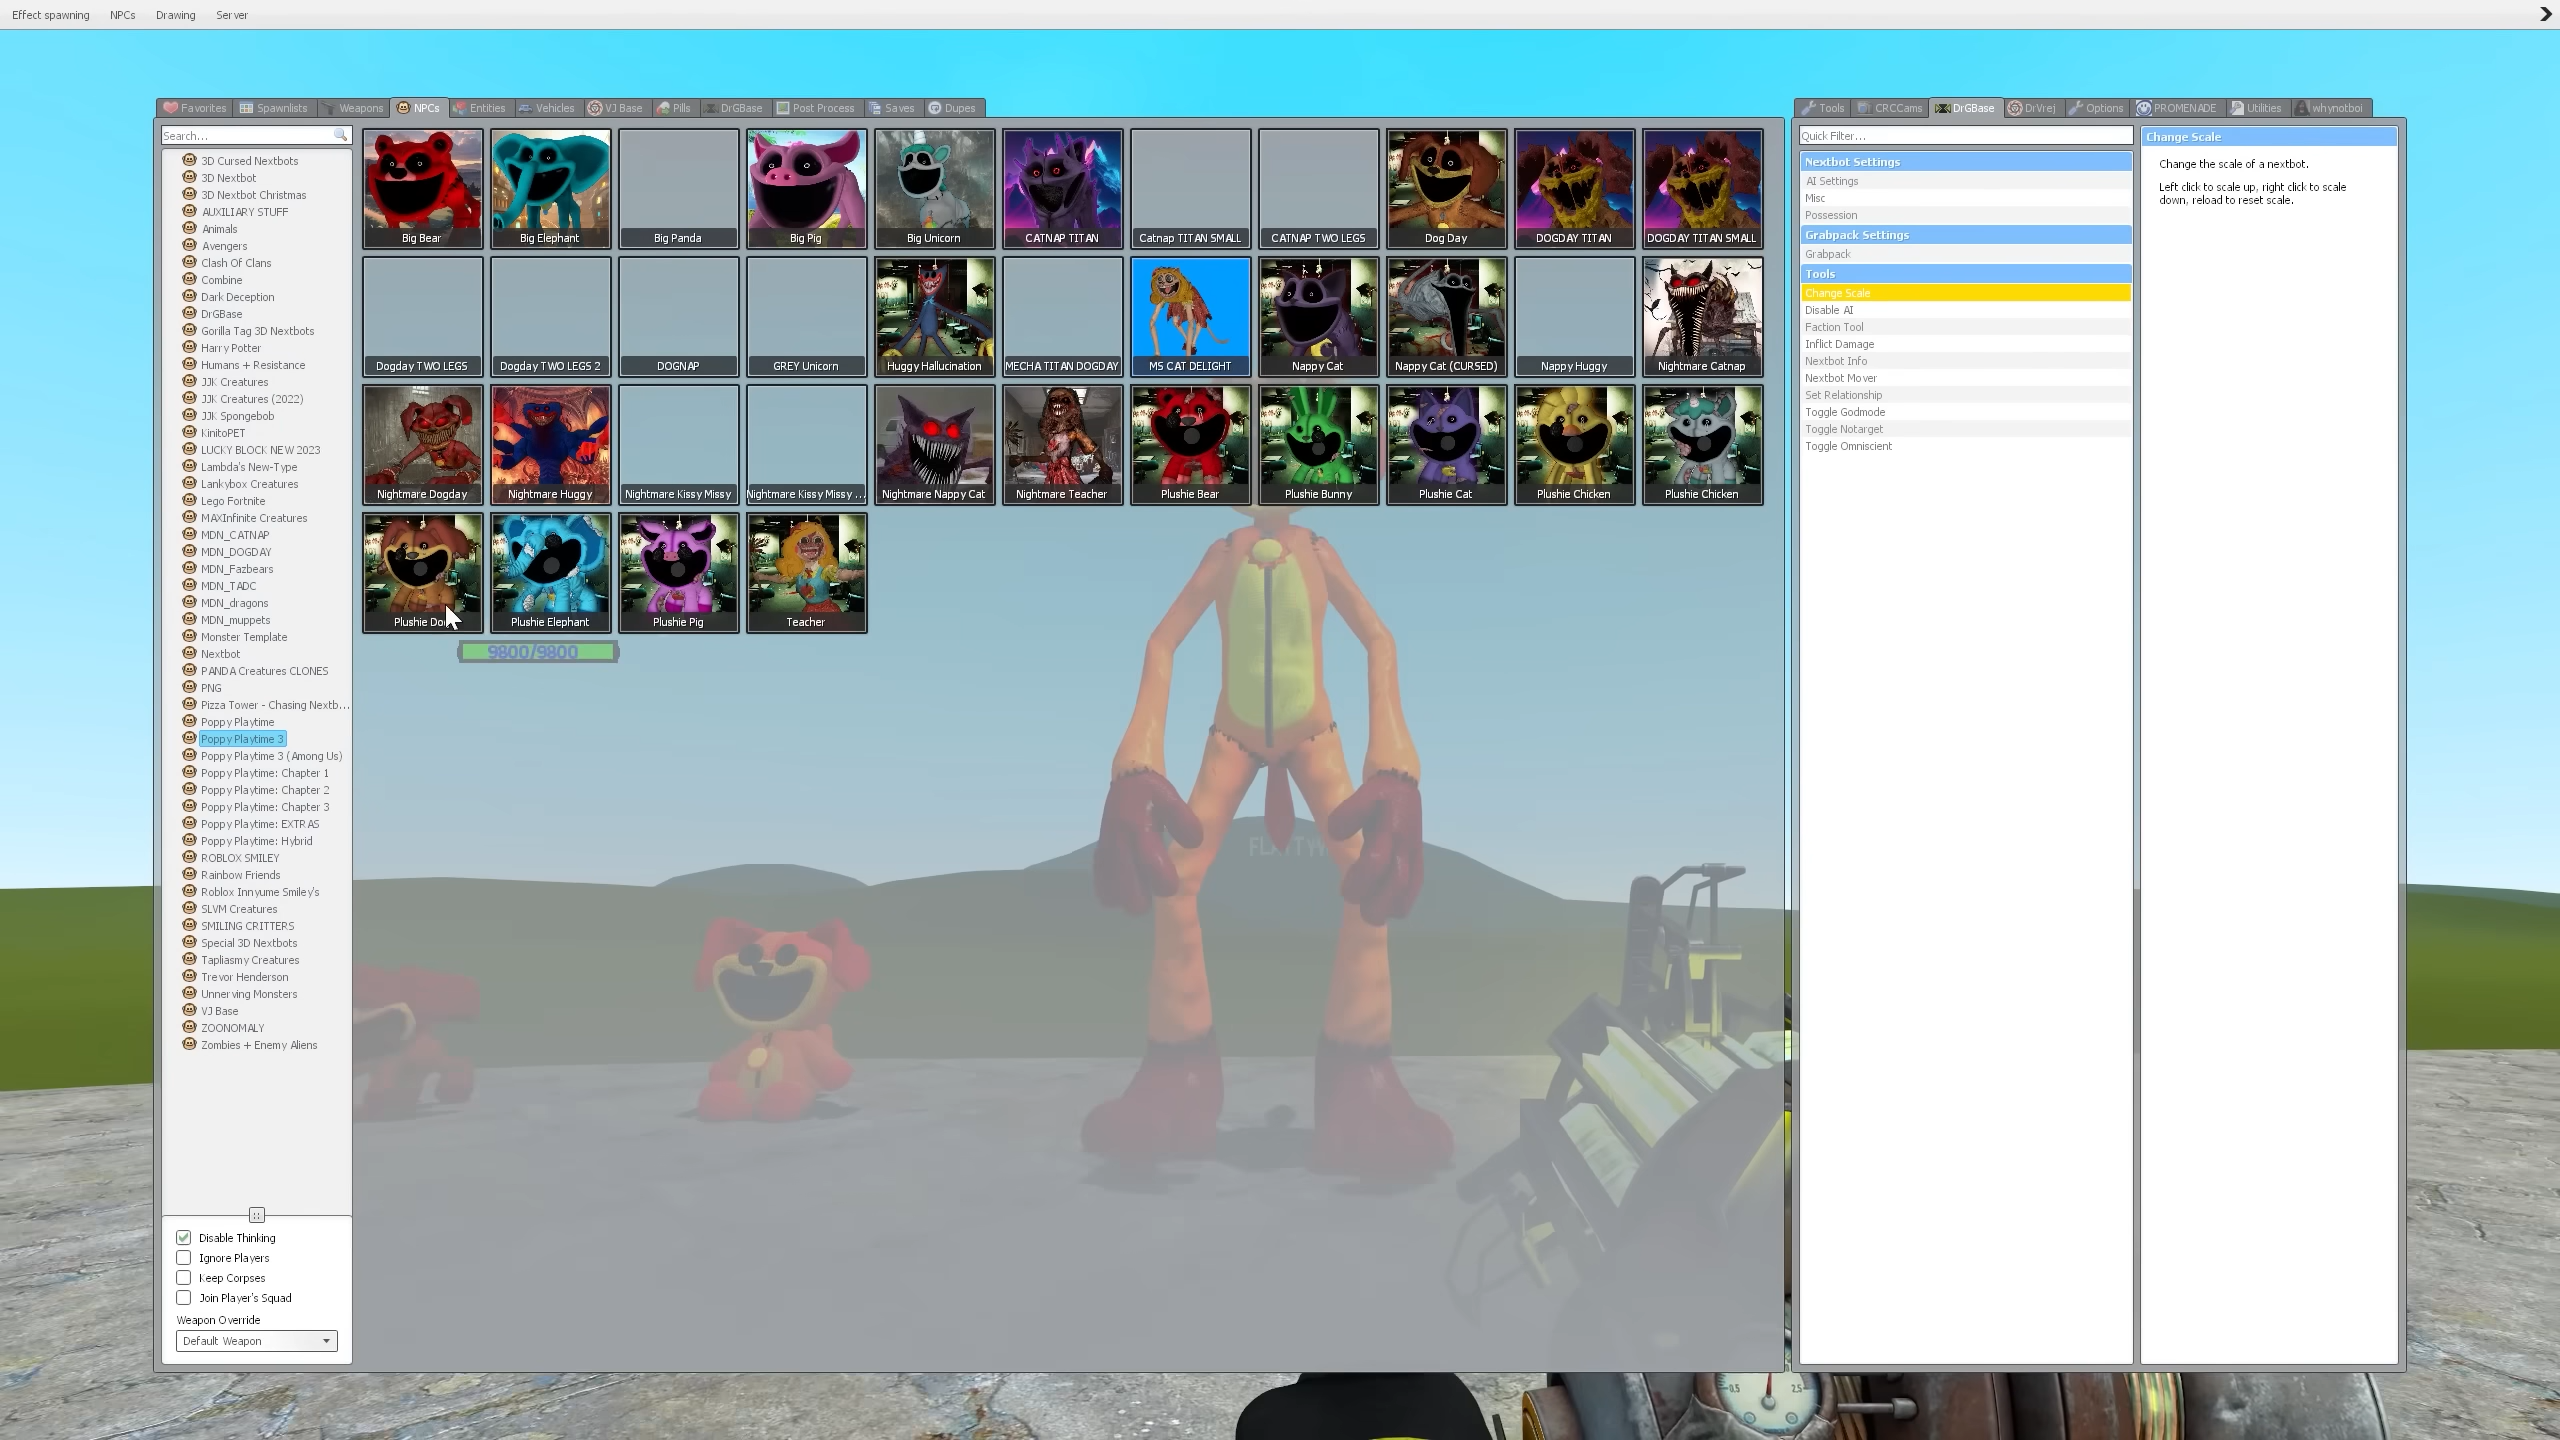 Effect spawning NPCs Drawing Server
Favorites Spawnlists Weapons NPCs Entities Vehicles VJ Base Pills DrGBase Post Process Saves Dupes
Search...
3D Cursed Nextbots
3D Nextbot
3D Nextbot Christmas
AUXILIARY STUFF
Animals
Avengers
Clash Of Clans
Combine
Dark Deception
DrGBase
Gorilla Tag 3D Nextbots
Harry Potter
Humans + Resistance
JJK Creatures
JJK Creatures (2022)
JJK Spongebob
KinitoPET
LUCKY BLOCK NEW 2023
Lambda's New-Type
Lankybox Creatures
Lego Fortnite
MAXInfinite Creatures
MDN_CATNAP
MDN_DOGDAY
MDN_Fazbears
MDN_TADC
MDN_dragons
MDN_muppets
Monster Template
Nextbot
PANDA Creatures CLONES
PNG
Pizza Tower - Chasing Nextb...
Poppy Playtime
Poppy Playtime 3
Poppy Playtime 3 (Among Us)
Poppy Playtime: Chapter 1
Poppy Playtime: Chapter 2
Poppy Playtime: Chapter 3
Poppy Playtime: EXTRAS
Poppy Playtime: Hybrid
ROBLOX SMILEY
Rainbow Friends
Roblox Innyume Smiley's
SLVM Creatures
SMILING CRITTERS
Special 3D Nextbots
Tapliasmy Creatures
Trevor Henderson
Unnerving Monsters
VJ Base
ZOONOMALY
Zombies + Enemy Aliens
Disable Thinking
Ignore Players
Keep Corpses
Join Player's Squad
Weapon Override
Default Weapon
Big Bear Big Elephant Big Panda Big Pig Big Unicorn CATNAP TITAN Catnap TITAN SMALL CATNAP TWO LEGS Dog Day DOGDAY TITAN DOGDAY TITAN SMALL
Dogday TWO LEGS Dogday TWO LEGS 2 DOGNAP GREY Unicorn Huggy Hallucination MECHA TITAN DOGDAY MS CAT DELIGHT Nappy Cat Nappy Cat (CURSED) Nappy Huggy Nightmare Catnap
Nightmare Dogday Nightmare Huggy Nightmare Kissy Missy Nightmare Kissy Missy ... Nightmare Nappy Cat Nightmare Teacher Plushie Bear Plushie Bunny Plushie Cat Plushie Chicken Plushie Chicken
Plushie Plushie Elephant Plushie Pig Teacher
9800/9800
Tools CRCCams DrGBase DrVrej Options PROMENADE Utilities whynotboi
Quick Filter...
Nextbot Settings
AI Settings
Misc
Possession
Grabpack Settings
Grabpack
Tools
Change Scale
Disable AI
Faction Tool
Inflict Damage
Nextbot Info
Nextbot Mover
Set Relationship
Toggle Godmode
Toggle Notarget
Toggle Omniscient
Change Scale
Change the scale of a nextbot.
Left click to scale up, right click to scale
down, reload to reset scale.